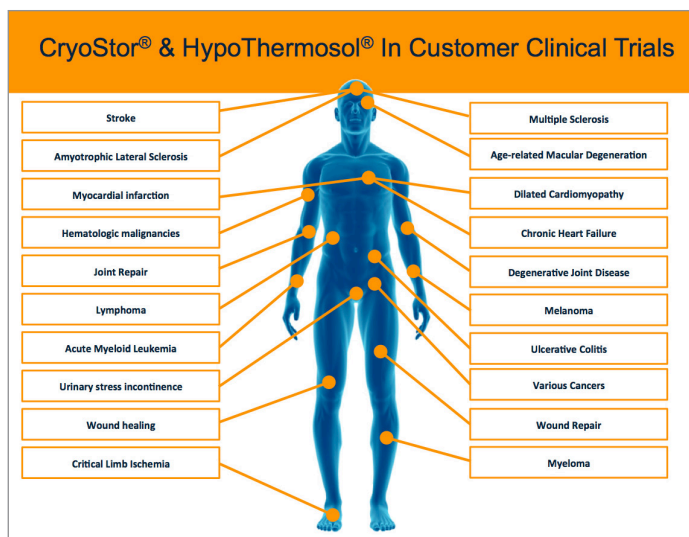 CryoStor® & HypoThermosol® In Customer Clinical Trials
Stroke
Amyotrophic Lateral Sclerosis
Myocardial infarction
Hematologic malignancies
Joint Repair
Lymphoma
Acute Myeloid Leukemia
Urinary stress incontinence
Wound healing
Critical Limb Ischemia
Multiple Sclerosis
Age-related Macular Degeneration
Dilated Cardiomyopathy
Chronic Heart Failure
Degenerative Joint Disease
Melanoma
Ulcerative Colitis
Various Cancers
Wound Repair
Myeloma